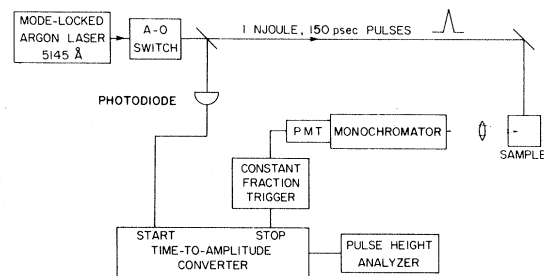 MODE-LOCKED
ARGON LASER
5145 Å
A-O
SWITCH
1 NJOULE, 150 psec PULSES
PHOTODIODE
PMT
MONOCHROMATOR
SAMPLE
CONSTANT
FRACTION
TRIGGER
START
STOP
TIME-TO-AMPLITUDE
CONVERTER
PULSE HEIGHT
ANALYZER